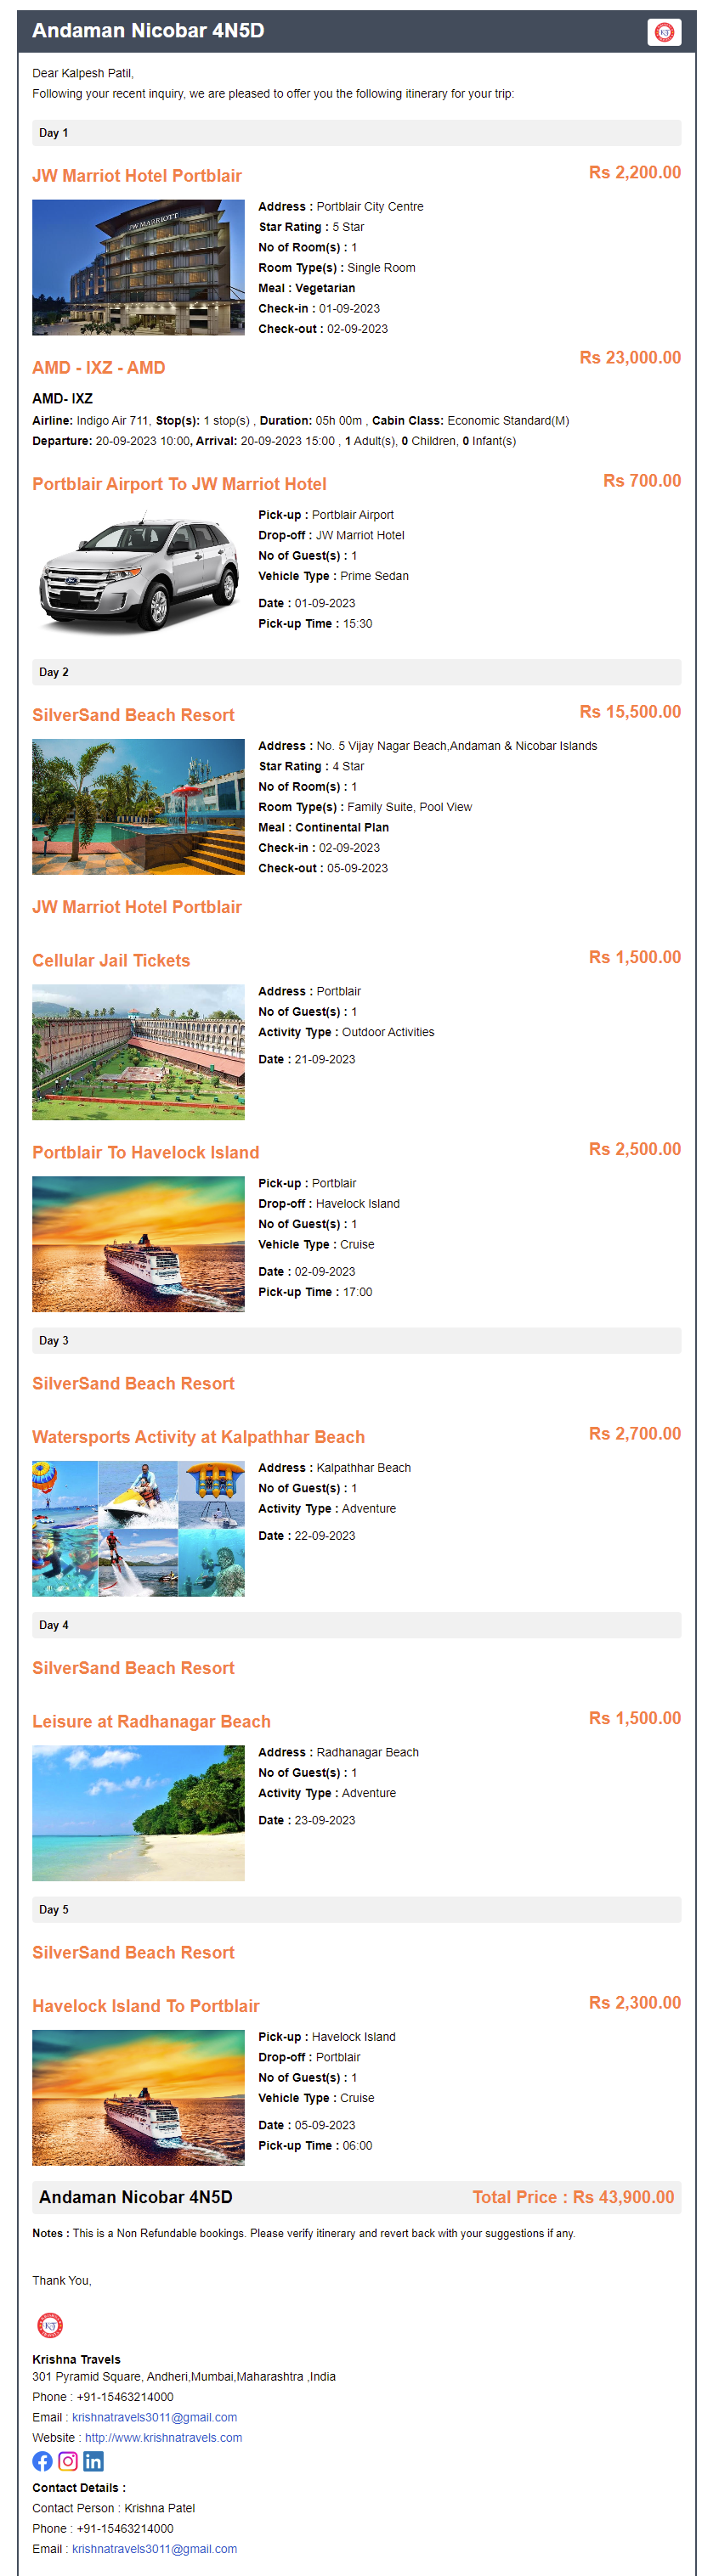 Andaman Nicobar 4N5D
KT
Dear Kalpesh Patil,
Following your recent inquiry, we are pleased to offer you the following itinerary for your trip:
Day 1
JW Marriot Hotel Portblair Rs 2,200.00
JW MARRIOTT
Address : Portblair City Centre
Star Rating : 5 Star
No of Room(s) : 1
Room Type(s) : Single Room
Meal : Vegetarian
Check-in : 01-09-2023
Check-out : 02-09-2023
AMD - IXZ - AMD Rs 23,000.00
AMD- IXZ
Airline: Indigo Air 711, Stop(s): 1 stop(s) , Duration: 05h 00m , Cabin Class: Economic Standard(M)
Departure: 20-09-2023 10:00, Arrival: 20-09-2023 15:00 , 1 Adult(s), 0 Children, 0 Infant(s)
Portblair Airport To JW Marriot Hotel Rs 700.00
Pick-up : Portblair Airport
Drop-off : JW Marriot Hotel
No of Guest(s) : 1
Vehicle Type : Prime Sedan
Date : 01-09-2023
Pick-up Time : 15:30
Day 2
SilverSand Beach Resort Rs 15,500.00
Address : No. 5 Vijay Nagar Beach,Andaman & Nicobar Islands
Star Rating : 4 Star
No of Room(s) : 1
Room Type(s) : Family Suite, Pool View
Meal : Continental Plan
Check-in : 02-09-2023
Check-out : 05-09-2023
JW Marriot Hotel Portblair
Cellular Jail Tickets Rs 1,500.00
Address : Portblair
No of Guest(s) : 1
Activity Type : Outdoor Activities
Date : 21-09-2023
Portblair To Havelock Island Rs 2,500.00
Pick-up : Portblair
Drop-off : Havelock Island
No of Guest(s) : 1
Vehicle Type : Cruise
Date : 02-09-2023
Pick-up Time : 17:00
Day 3
SilverSand Beach Resort
Watersports Activity at Kalpathhar Beach Rs 2,700.00
Address : Kalpathhar Beach
No of Guest(s) : 1
Activity Type : Adventure
Date : 22-09-2023
Day 4
SilverSand Beach Resort
Leisure at Radhanagar Beach Rs 1,500.00
Address : Radhanagar Beach
No of Guest(s) : 1
Activity Type : Adventure
Date : 23-09-2023
Day 5
SilverSand Beach Resort
Havelock Island To Portblair Rs 2,300.00
Pick-up : Havelock Island
Drop-off : Portblair
No of Guest(s) : 1
Vehicle Type : Cruise
Date : 05-09-2023
Pick-up Time : 06:00
Andaman Nicobar 4N5D Total Price : Rs 43,900.00
Notes : This is a Non Refundable bookings. Please verify itinerary and revert back with your suggestions if any.
Thank You,
KT
Krishna Travels
301 Pyramid Square, Andheri,Mumbai,Maharashtra ,India
Phone : +91-15463214000
Email : krishnatravels3011@gmail.com
Website : http://www.krishnatravels.com
Contact Details :
Contact Person : Krishna Patel
Phone : +91-15463214000
Email : krishnatravels3011@gmail.com